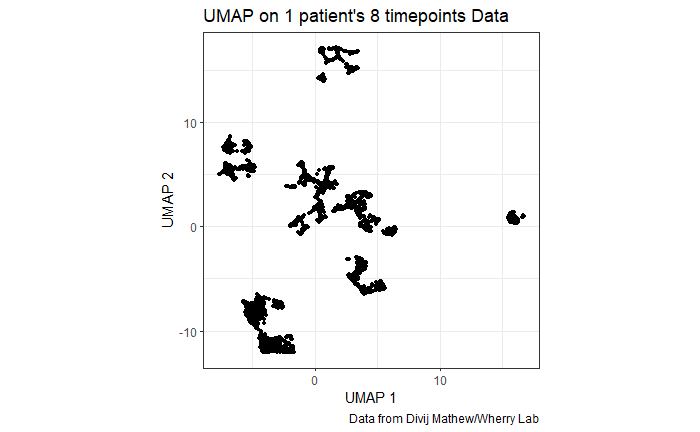 UMAP on 1 patient's 8 timepoints Data
10
0
-10
UMAP 2
0 10
UMAP 1
Data from Divij Mathew/Wherry Lab